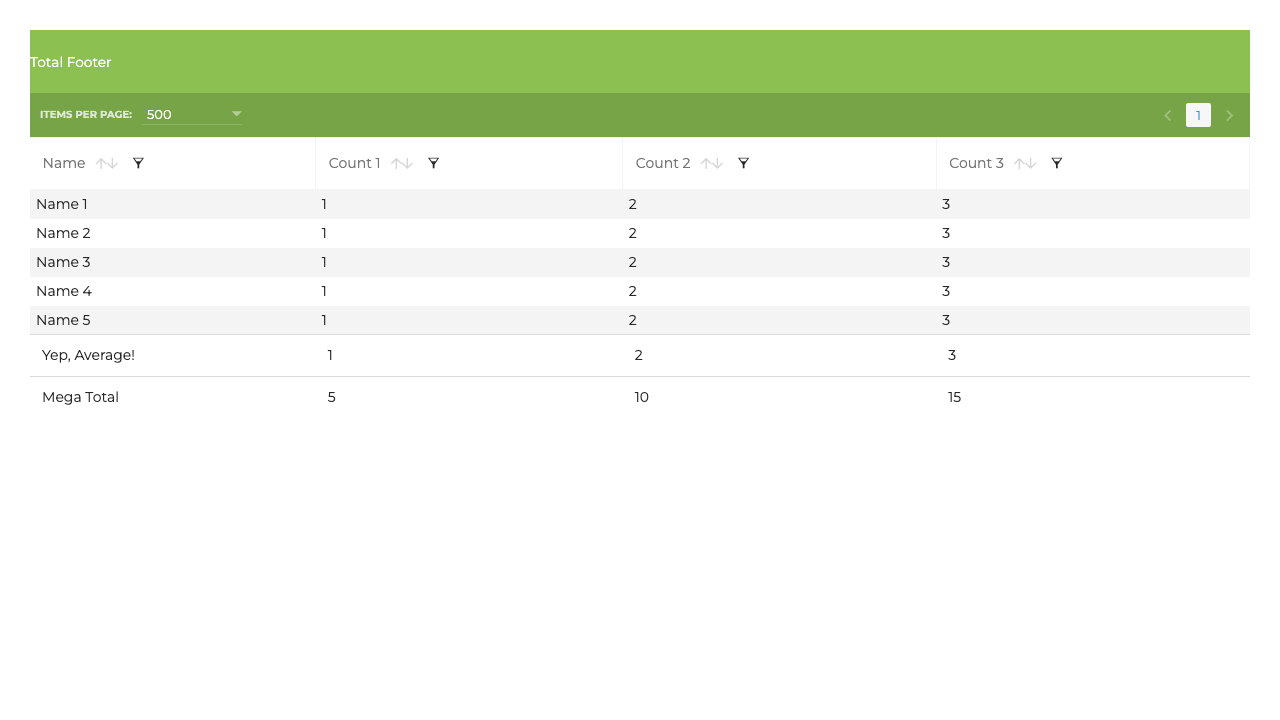 Total Footer
ITEMS PER PAGE: 500 1
Name Count 1 Count 2 Count 3
Name 1 1 2 3
Name 2 1 2 3
Name 3 1 2 3
Name 4 1 2 3
Name 5 1 2 3
Yep, Average! 1 2 3
Mega Total 5 10 15